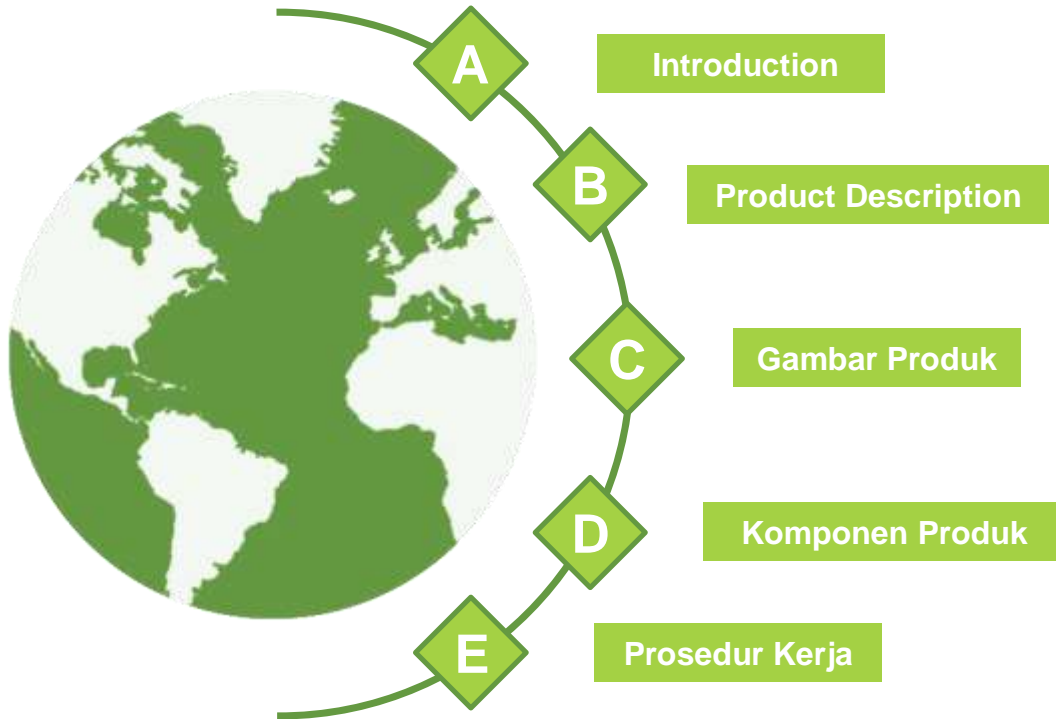 A
Introduction
B
Product Description
C
Gambar Produk
D
Komponen Produk
E
Prosedur Kerja